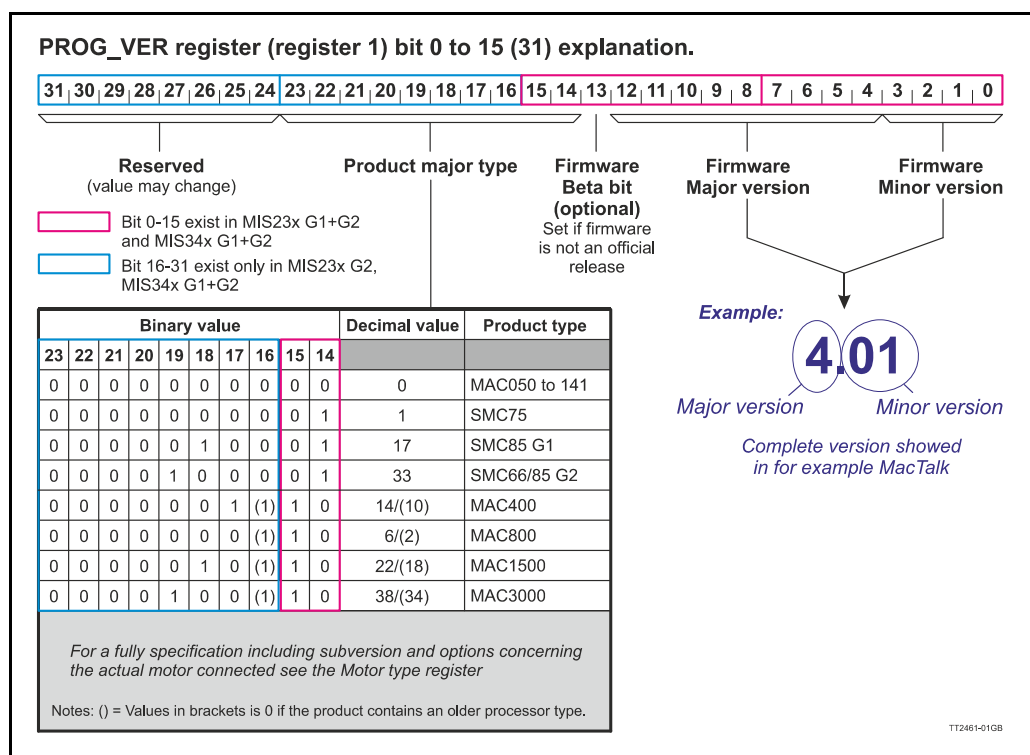 PROG_VER register (register 1) bit 0 to 15 (31) explanation.
31 30 29 28 27 26 25 24 23 22 21 20 19 18 17 16 15 14 13 12 11 10 9 8 7 6 5 4 3 2 1 0
Reserved
(value may change)
Product major type
Firmware
Beta bit
(optional)
Set if firmware
is not an official
release
Firmware
Major version
Firmware
Minor version
Bit 0-15 exist in MIS23x G1+G2
and MIS34x G1+G2
Bit 16-31 exist only in MIS23x G2,
MIS34x G1+G2
Binary value Decimal value Product type
23 22 21 20 19 18 17 16 15 14
0 0 0 0 0 0 0 0 0 0 0 MAC050 to 141
0 0 0 0 0 0 0 0 0 1 1 SMC75
0 0 0 0 0 1 0 0 0 1 17 SMC85 G1
0 0 0 0 1 0 0 0 0 1 33 SMC66/85 G2
0 0 0 0 0 0 1 (1) 1 0 14/(10) MAC400
0 0 0 0 0 0 0 (1) 1 0 6/(2) MAC800
0 0 0 0 0 1 0 (1) 1 0 22/(18) MAC1500
0 0 0 0 1 0 0 (1) 1 0 38/(34) MAC3000
For a fully specification including subversion and options concerning
the actual motor connected see the Motor type register
Notes: () = Values in brackets is 0 if the product contains an older processor type.
Example:
4.01
Major version
Minor version
Complete version showed
in for example MacTalk
TT2461-01GB